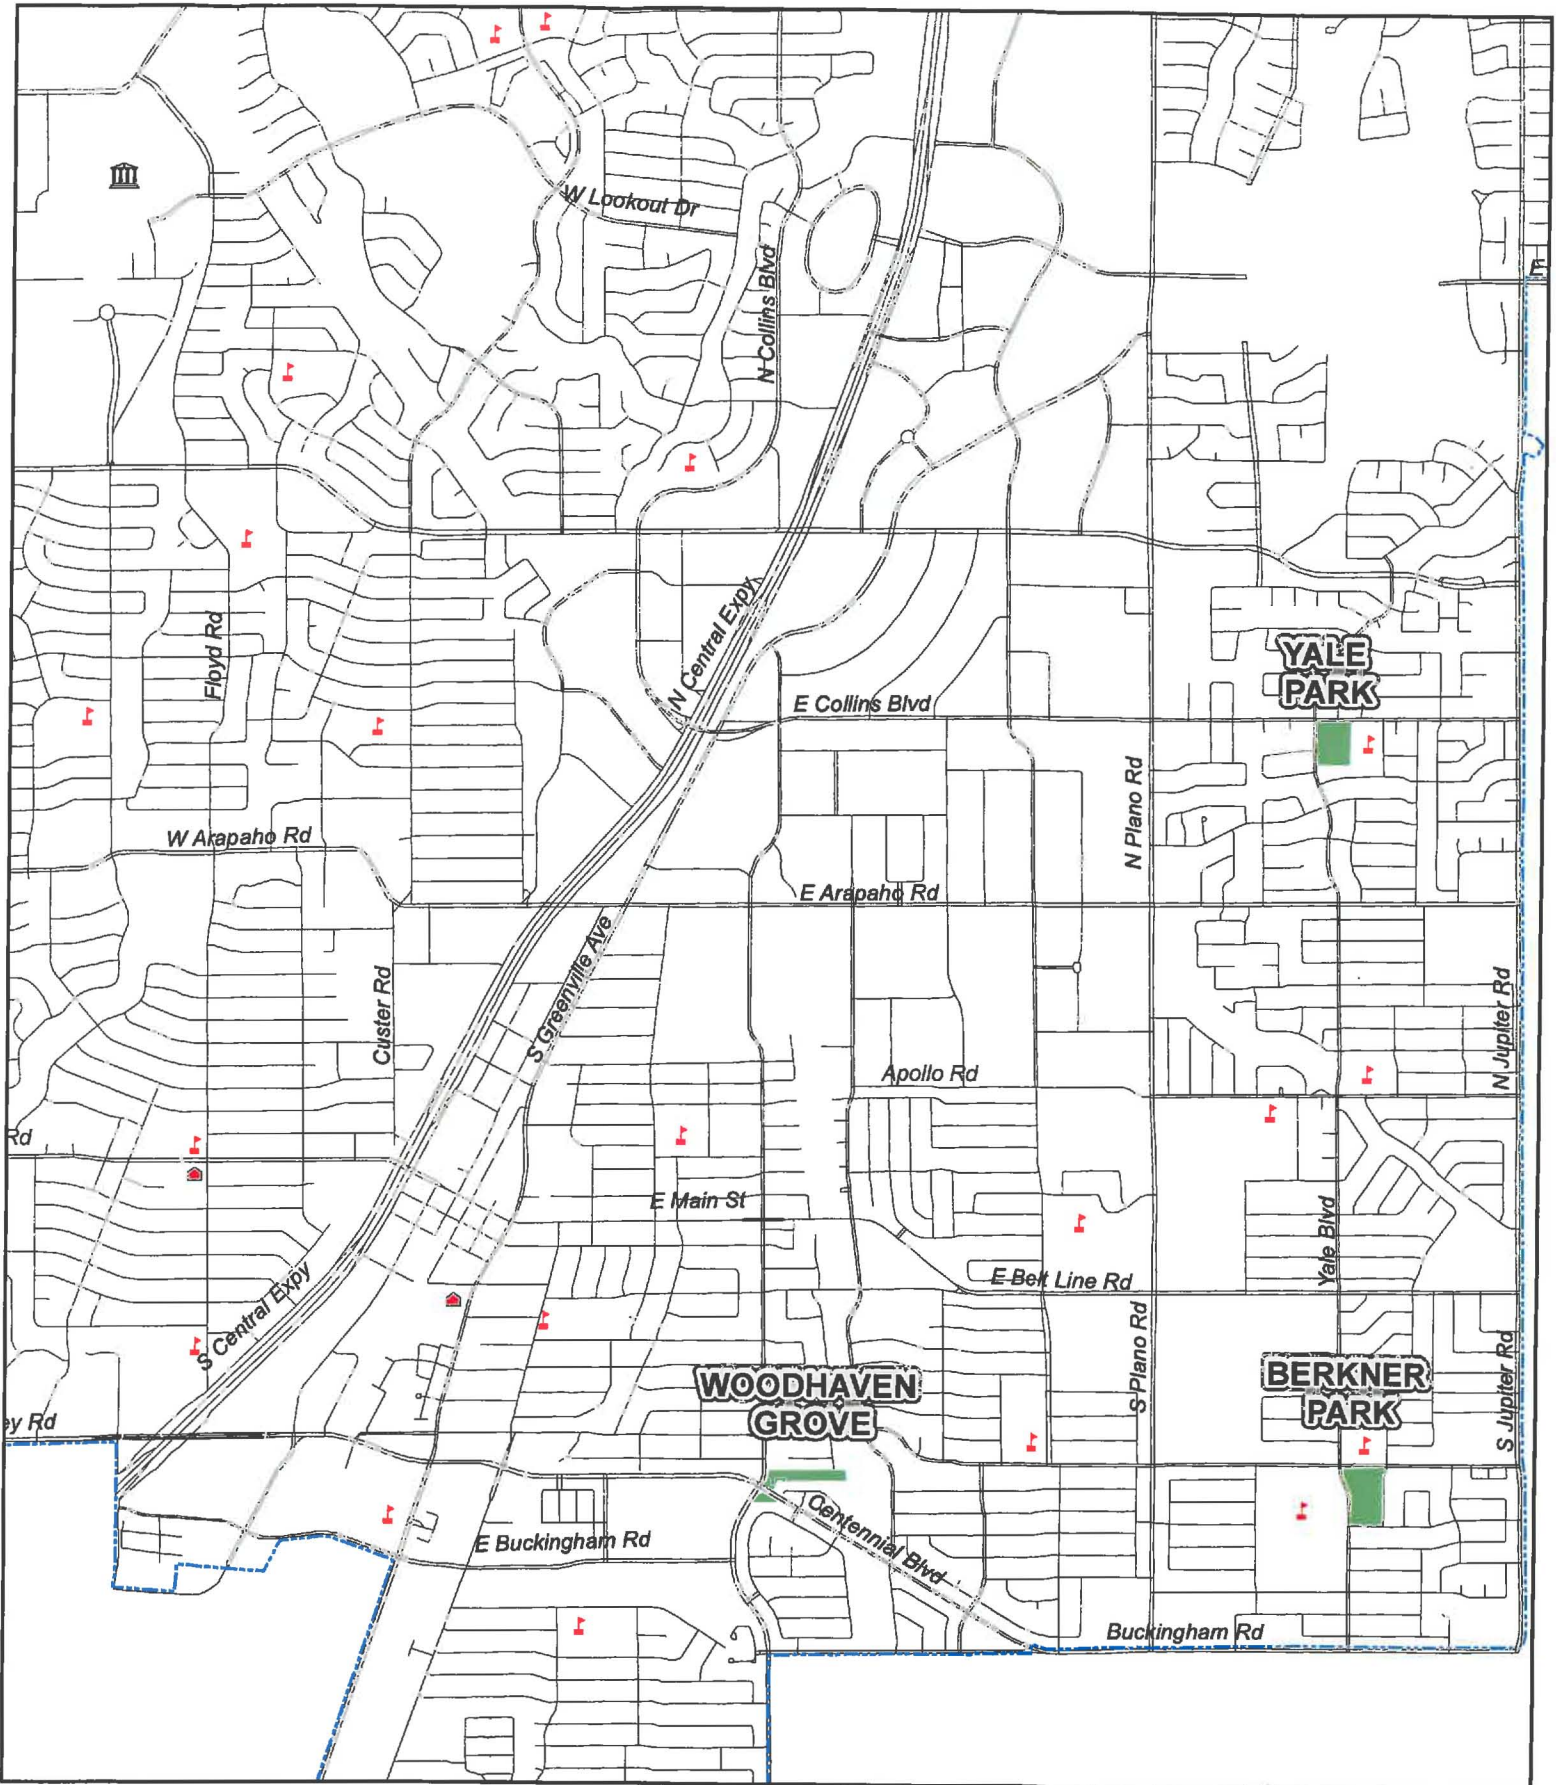 W Lookout Dr
N Collins Blvd
E
N Central Expy
Floyd Rd
YALE
PARK
E Collins Blvd
N Plano Rd
W Arapaho Rd
E Arapaho Rd
S Greenville Ave
Custer Rd
N Jupiter Rd
Apollo Rd
Rd
E Main St
Yale Blvd
E Belt Line Rd
S Central Expy
S Plano Rd
WOODHAVEN
GROVE
BERKNER
PARK
S Jupiter Rd
ey Rd
Centennial Blvd
E Buckingham Rd
Buckingham Rd